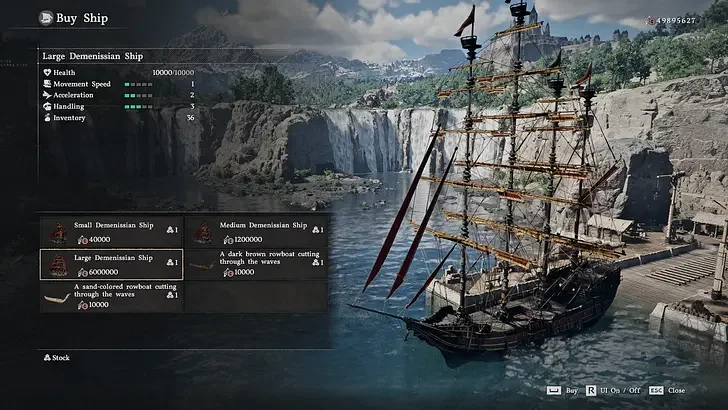 Buy Ship
49895627
Large Demenissian Ship
Health 10000/10000
Movement Speed 1
Acceleration 2
Handling 3
Inventory 36
Small Demenissian Ship 1
40000
Medium Demenissian Ship 1
1200000
Large Demenissian Ship 1
6000000
A dark brown rowboat cutting
through the waves 1
10000
A sand-colored rowboat cutting
through the waves 1
10000
Stock
Buy R UI On / Off ESC Close